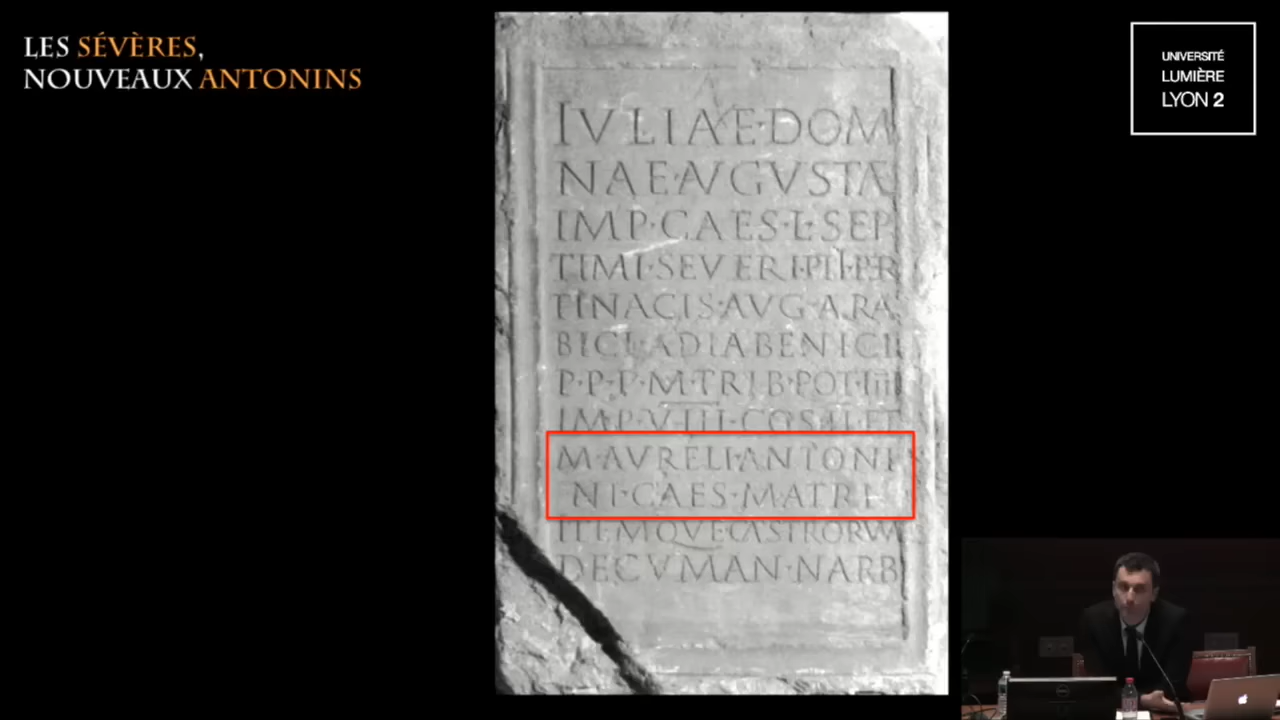 LES SÉVÈRES,
NOUVEAUX ANTONINS
UNIVERSITÉ
LUMIÈRE
LYON 2
IVLIAE·DOM
NAE·AVGVSTAE
IMP·CAES·L·SEP
TIMI·SEVERI·PII·PER
TINACIS·AVG·ARA
BICI·ADIABENICI
P·P·P·M·TRIB·POT·IIII
IMP·VIII·COS·II·ET
M·AVRELI·ANTONI
NI·CAES·MATRI
ITEMQVE·CASTRORVM
DECVMAN·NARB